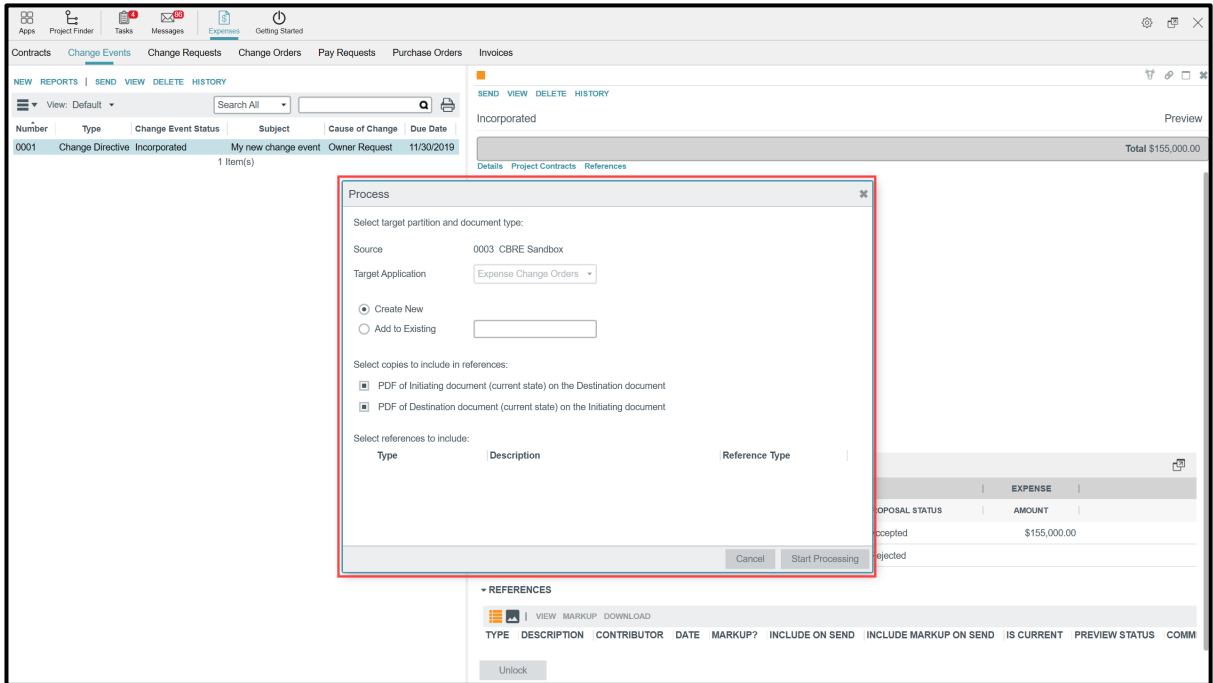 4 86
Apps Project Finder Tasks Messages Expenses Getting Started
Contracts Change Events Change Requests Change Orders Pay Requests Purchase Orders Invoices
NEW REPORTS | SEND VIEW DELETE HISTORY
View: Default Search All
Number Type Change Event Status Subject Cause of Change Due Date
0001 Change Directive Incorporated My new change event Owner Request 11/30/2019
1 Item(s)
SEND VIEW DELETE HISTORY
Incorporated Preview
Total $155,000.00
Details Project Contracts References
Process
Select target partition and document type:
Source 0003 CBRE Sandbox
Target Application Expense Change Orders
Create New
Add to Existing
Select copies to include in references:
PDF of Initiating document (current state) on the Destination document
PDF of Destination document (current state) on the Initiating document
Select references to include:
Type Description Reference Type
Cancel Start Processing
EXPENSE
OPOSAL STATUS AMOUNT
ccepted $155,000.00
ejected
REFERENCES
| VIEW MARKUP DOWNLOAD
TYPE DESCRIPTION CONTRIBUTOR DATE MARKUP? INCLUDE ON SEND INCLUDE MARKUP ON SEND IS CURRENT PREVIEW STATUS COMM
Unlock